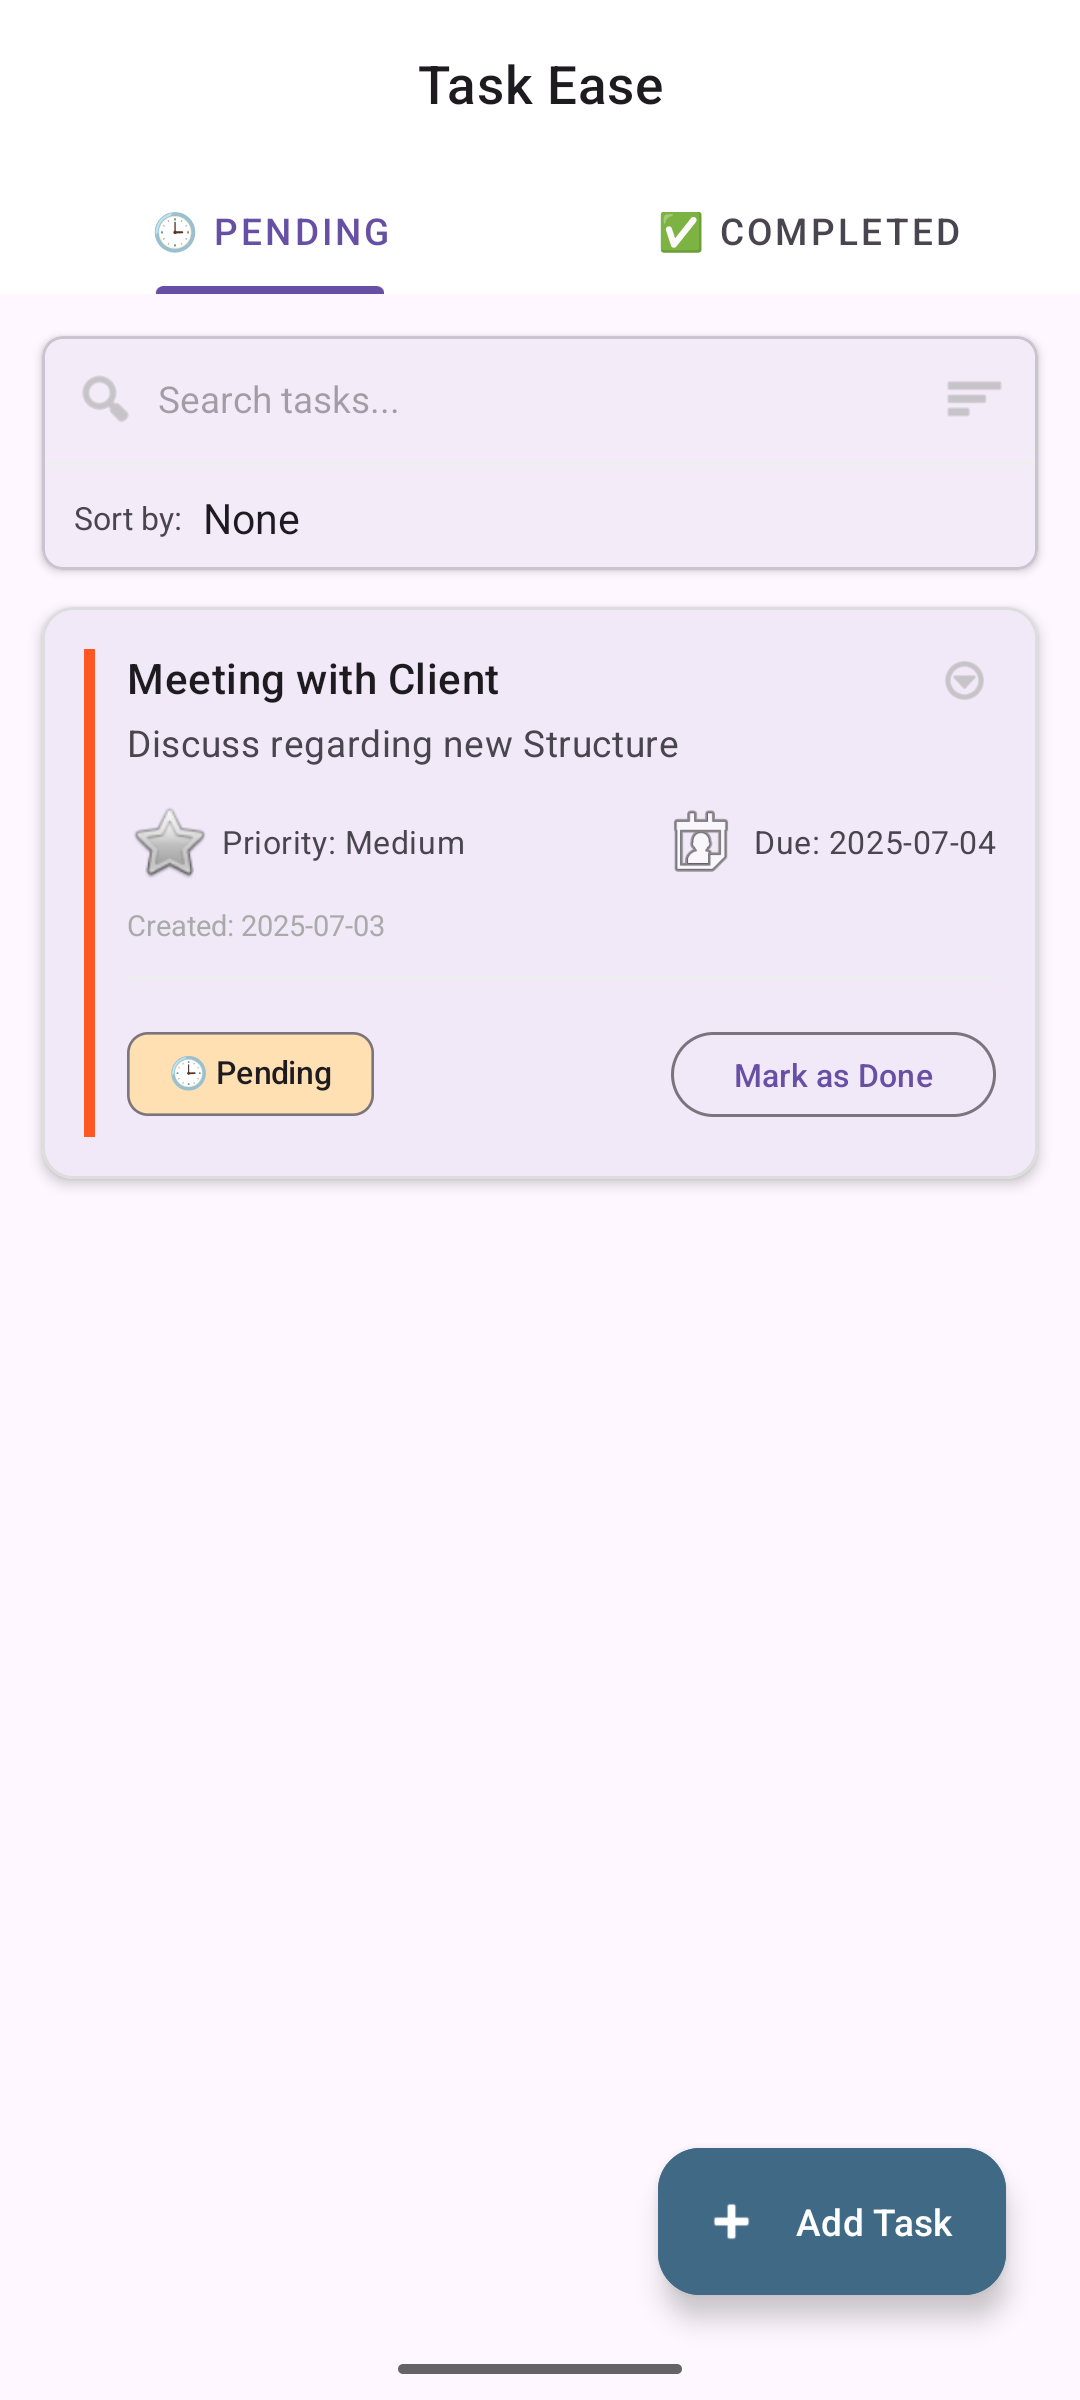 Task Ease
🕒 PENDING
✅ COMPLETED
Search tasks...
Sort by: None
Meeting with Client
Discuss regarding new Structure
Priority: Medium
Due: 2025-07-04
Created: 2025-07-03
🕒 Pending
Mark as Done
Add Task